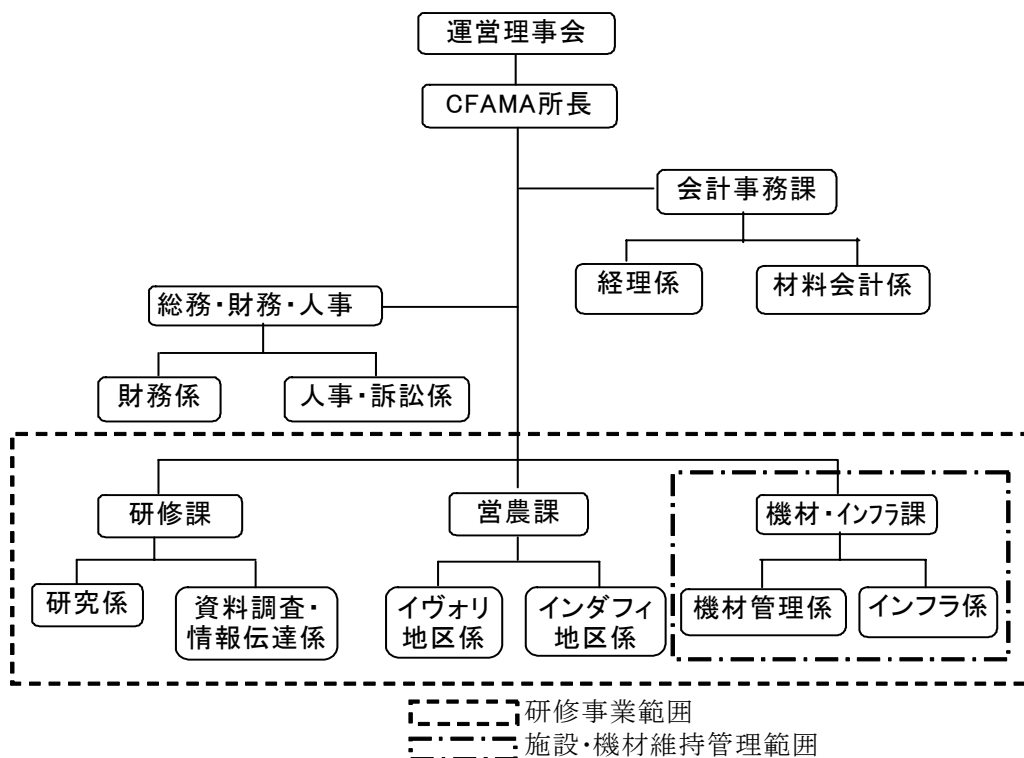 運営理事会
CFAMA所長
会計事務課
経理係
材料会計係
総務・財務・人事
財務係
人事・訴訟係
研修課
営農課
機材・インフラ課
研究係
資料調査・
情報伝達係
イヴォリ
地区係
インダフィ
地区係
機材管理係
インフラ係
研修事業範囲
施設・機材維持管理範囲